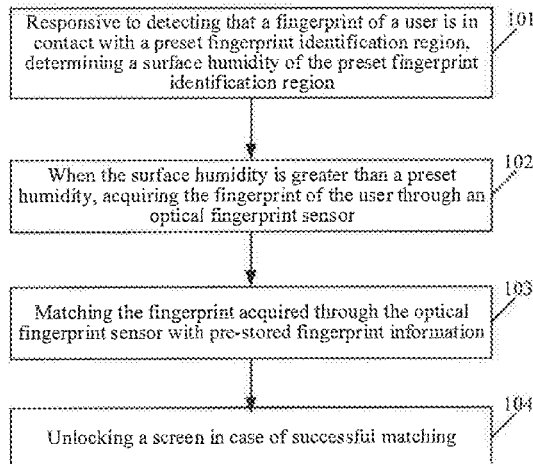 Responsive to detecting that a fingerprint of a user is in
contact with a preset fingerprint identification region,
determining a surface humidity of the preset fingerprint
identification region
101
When the surface humidity is greater than a preset
humidity, acquiring the fingerprint of the user through an
optical fingerprint sensor
102
Matching the fingerprint acquired through the optical
fingerprint sensor with pre-stored fingerprint information
103
Unlocking a screen in case of successful matching
104